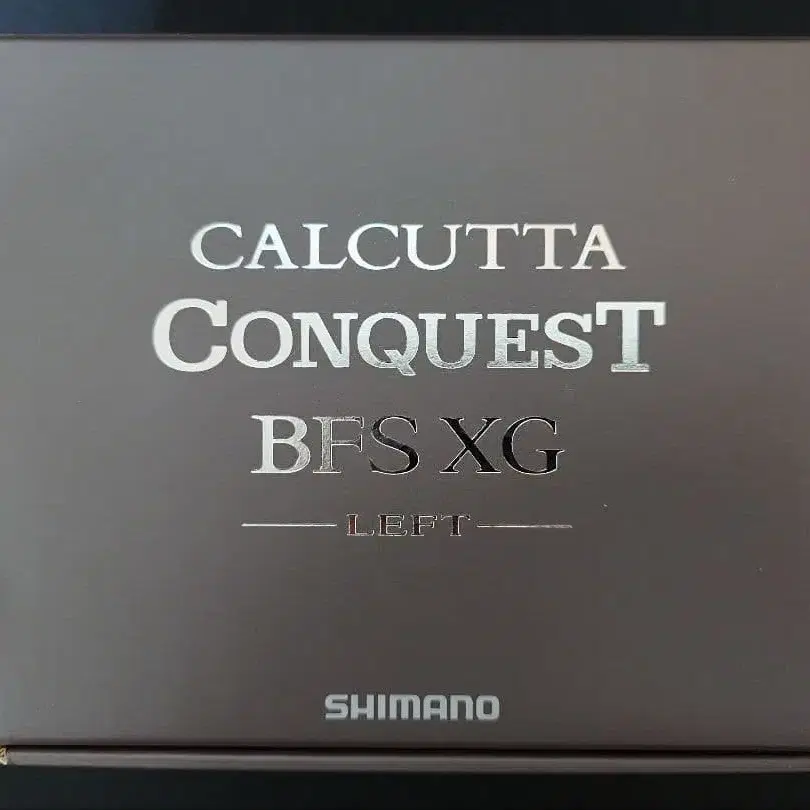 CALCUTTA
CONQUEST
BFS XG
LEFT
SHIMANO